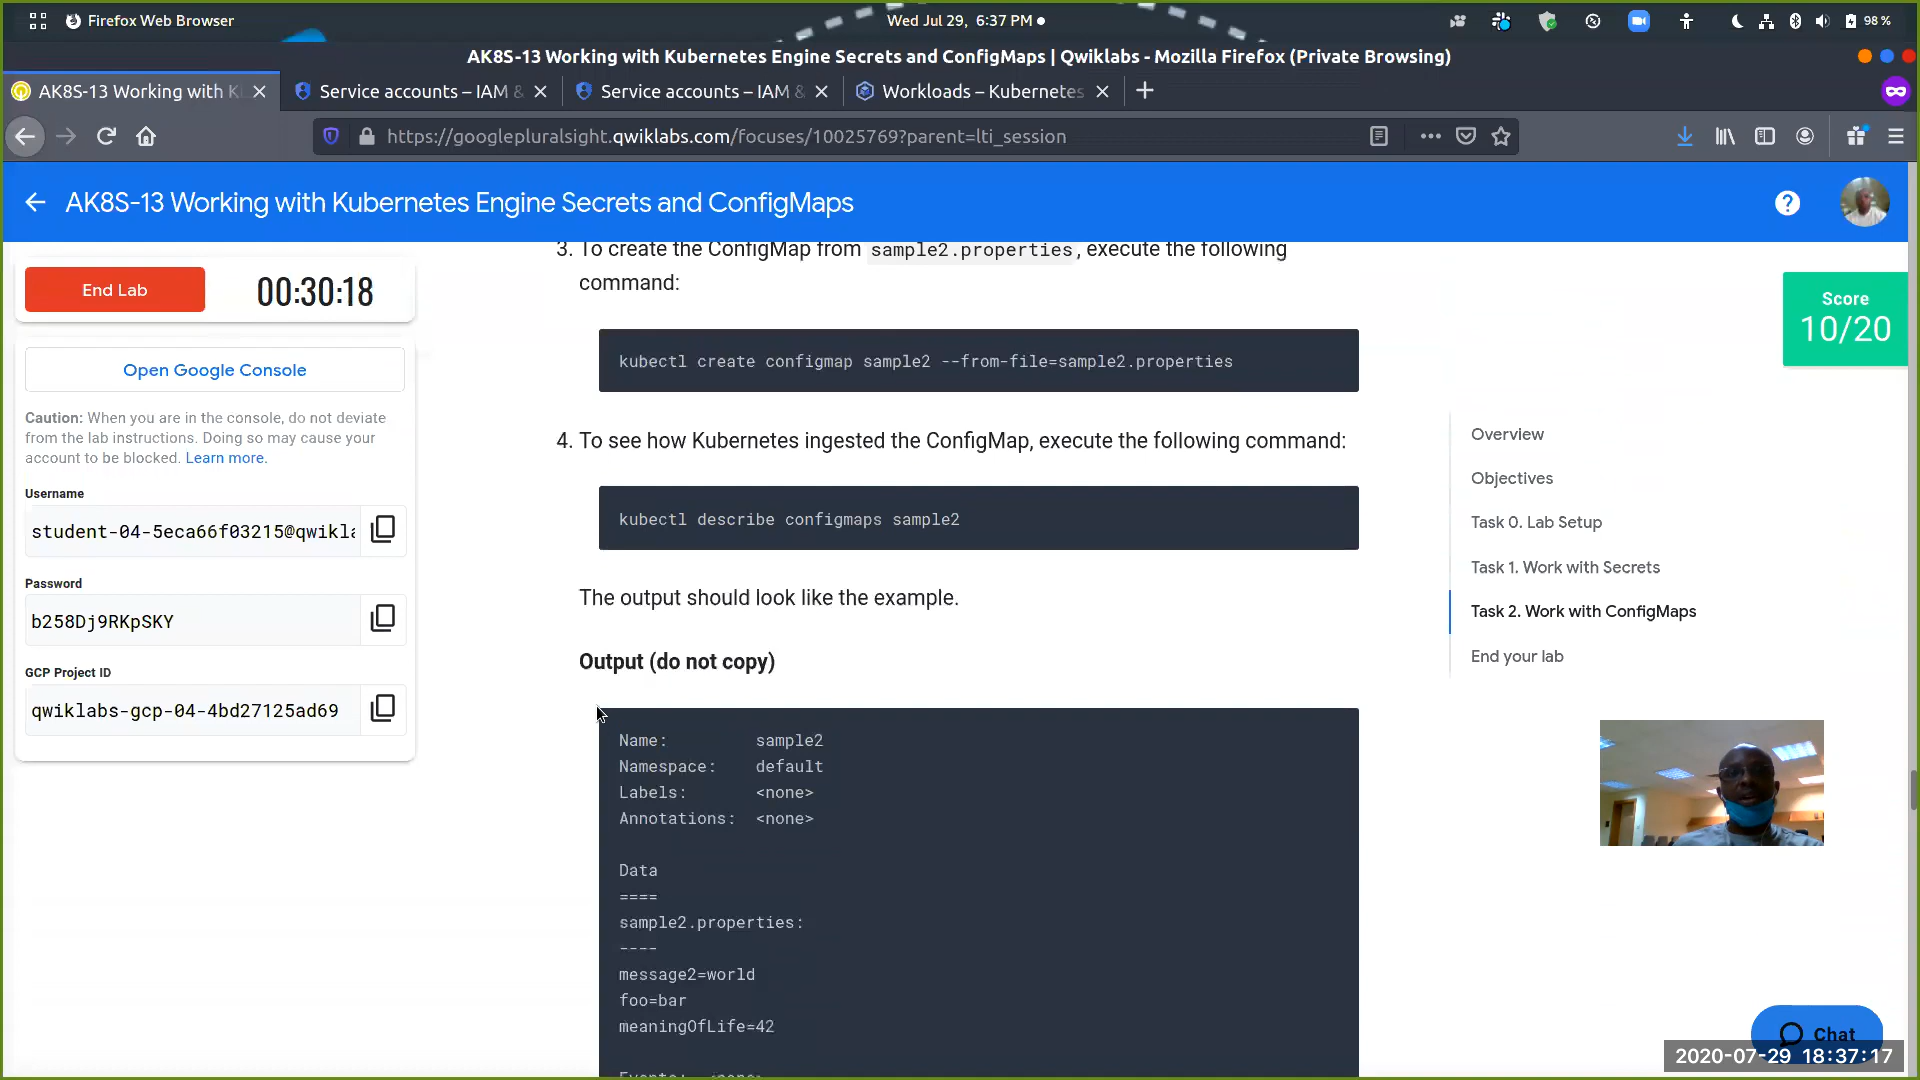 Firefox Web Browser
Wed Jul 29, 6:37 PM
98 %
AK8S-13 Working with Kubernetes Engine Secrets and ConfigMaps | Qwiklabs - Mozilla Firefox (Private Browsing)
AK8S-13 Working with K
Service accounts – IAM &
Service accounts – IAM &
Workloads – Kubernetes
https://googlepluralsight.qwiklabs.com/focuses/10025769?parent=lti_session
AK8S-13 Working with Kubernetes Engine Secrets and ConfigMaps
End Lab
00:30:18
Open Google Console
Caution: When you are in the console, do not deviate
from the lab instructions. Doing so may cause your
account to be blocked. Learn more.
Username
student-04-5eca66f03215@qwikla
Password
b258Dj9RKpSKY
GCP Project ID
qwiklabs-gcp-04-4bd27125ad69
3. To create the ConfigMap from sample2.properties, execute the following
command:
kubectl create configmap sample2 --from-file=sample2.properties
4. To see how Kubernetes ingested the ConfigMap, execute the following command:
kubectl describe configmaps sample2
The output should look like the example.
Output (do not copy)
Name: sample2
Namespace: default
Labels: <none>
Annotations: <none>
Data
====
sample2.properties:
----
message2=world
foo=bar
meaningOfLife=42
Events: <none>
Score
10/20
Overview
Objectives
Task 0. Lab Setup
Task 1. Work with Secrets
Task 2. Work with ConfigMaps
End your lab
Chat
2020-07-29 18:37:17